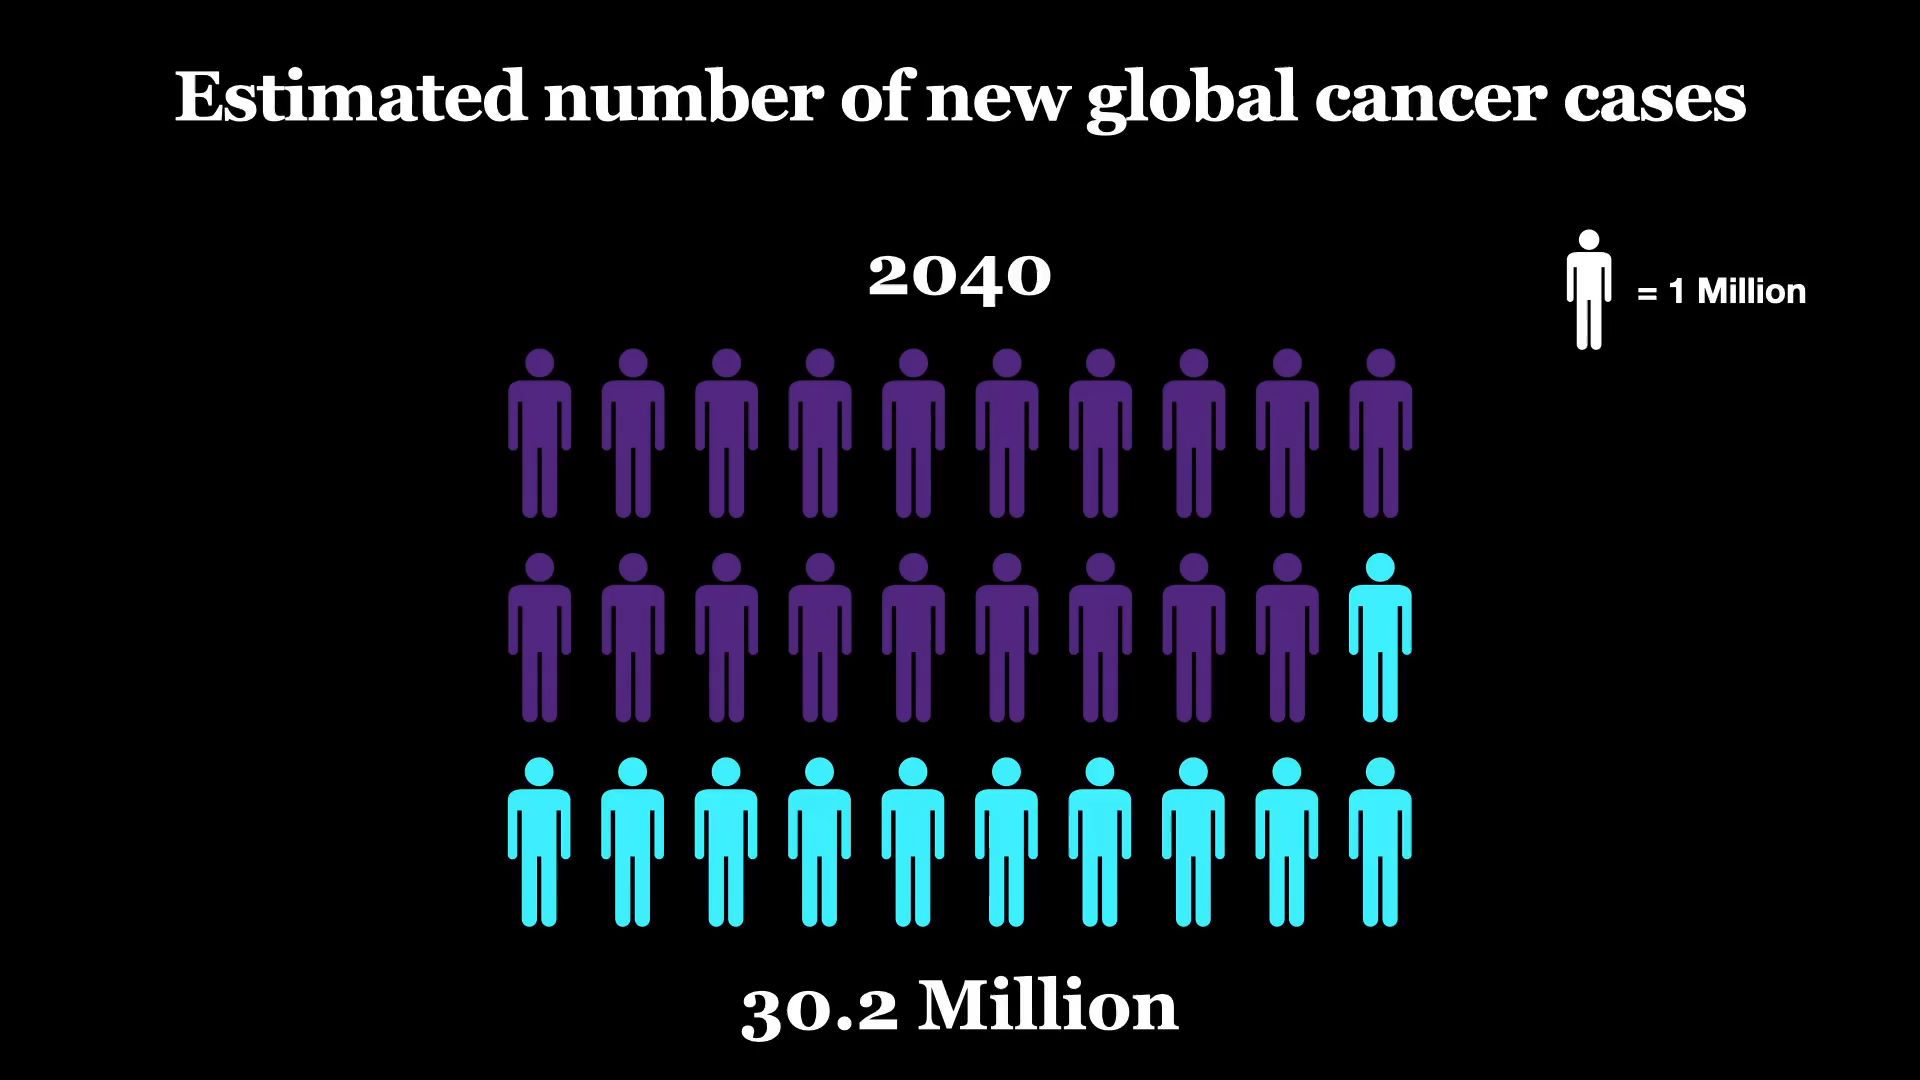 Estimated number of new global cancer cases
2040
= 1 Million
30.2 Million